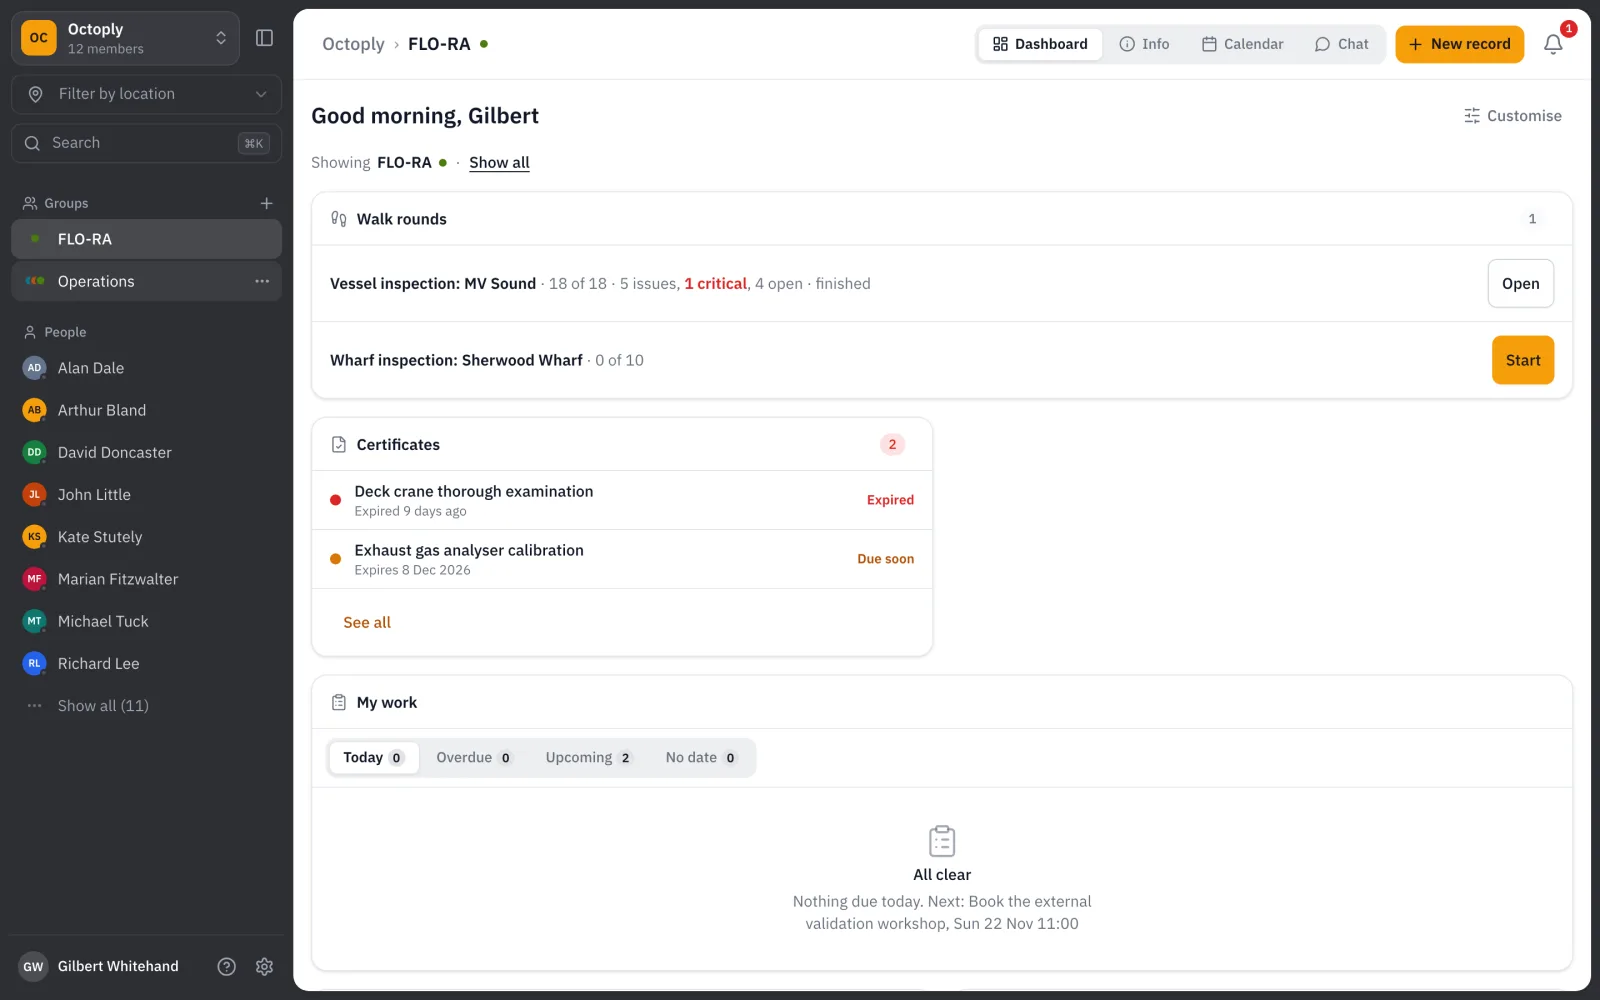 OC
Octoply
12 members
Filter by location
Search
⌘K
Groups
FLO-RA
Operations
People
AD
Alan Dale
AB
Arthur Bland
DD
David Doncaster
JL
John Little
KS
Kate Stutely
MF
Marian Fitzwalter
MT
Michael Tuck
RL
Richard Lee
Show all (11)
GW
Gilbert Whitehand
Octoply › FLO-RA
Dashboard
Info
Calendar
Chat
+ New record
1
Good morning, Gilbert
Customise
Showing FLO-RA · Show all
Walk rounds
1
Vessel inspection: MV Sound · 18 of 18 · 5 issues, 1 critical, 4 open · finished
Open
Wharf inspection: Sherwood Wharf · 0 of 10
Start
Certificates
2
Deck crane thorough examination
Expired 9 days ago
Expired
Exhaust gas analyser calibration
Expires 8 Dec 2026
Due soon
See all
My work
Today 0
Overdue 0
Upcoming 2
No date 0
All clear
Nothing due today. Next: Book the external
validation workshop, Sun 22 Nov 11:00